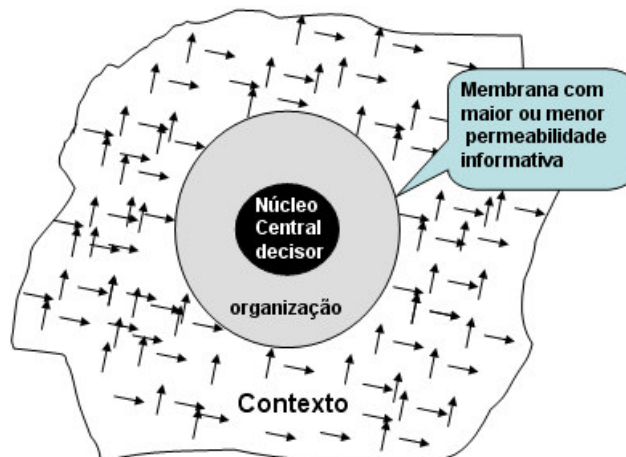 Membrana com
maior ou menor
permeabilidade
informativa
Núcleo
Central
decisor
organização
Contexto